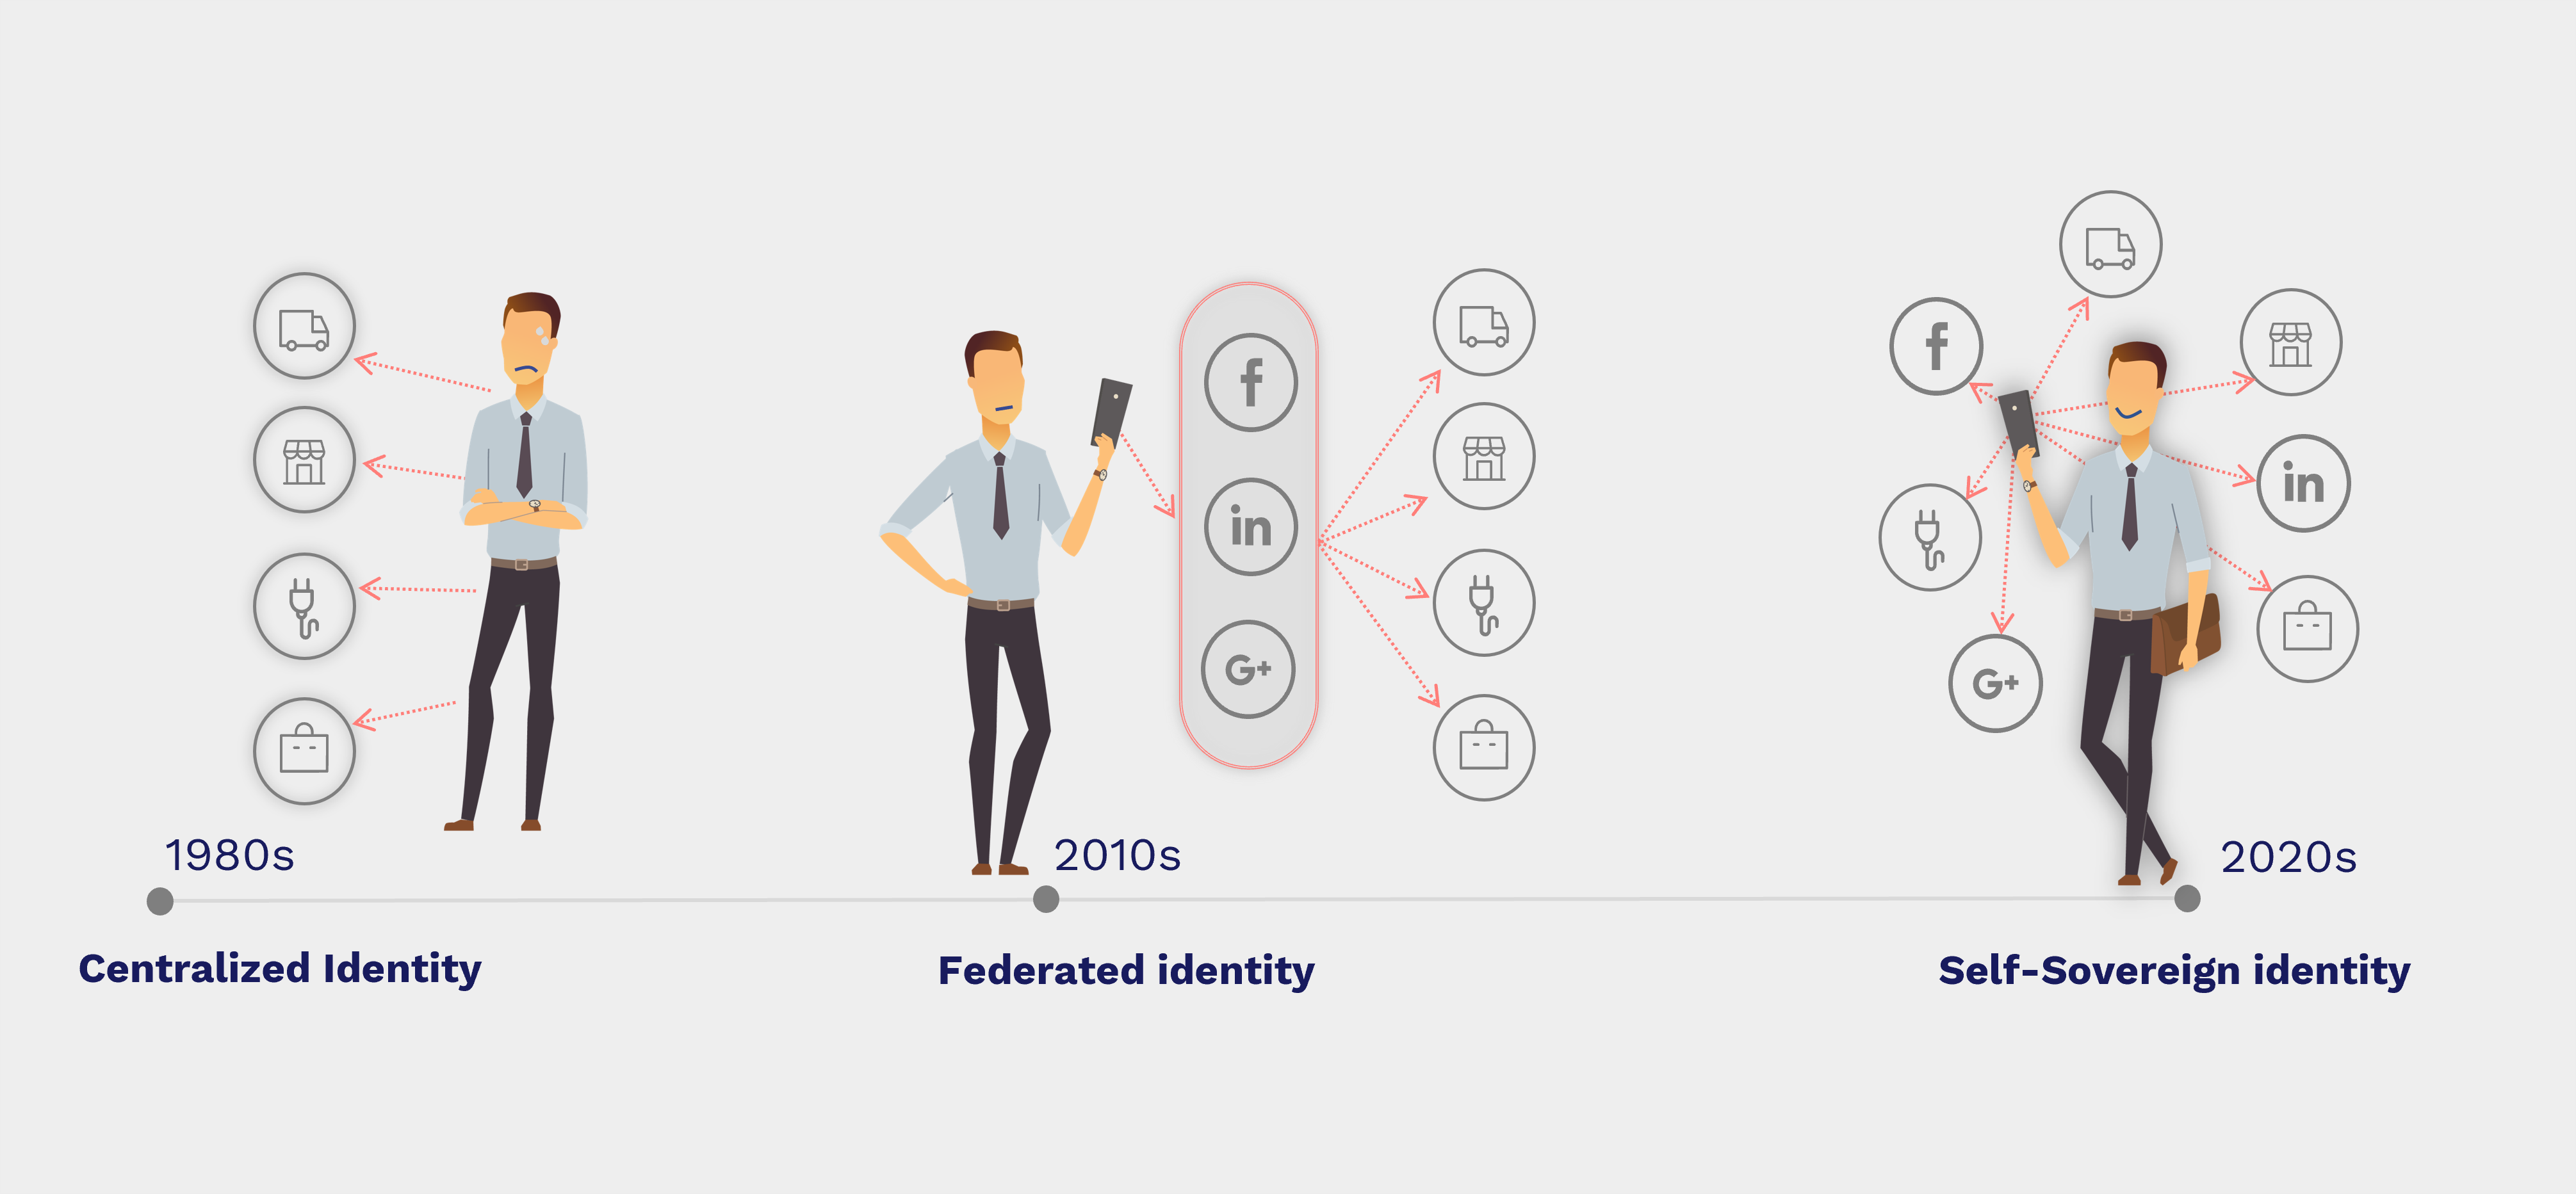 f
in
G+
f
in
G+
1980s
2010s
2020s
Centralized Identity
Federated identity
Self-Sovereign identity